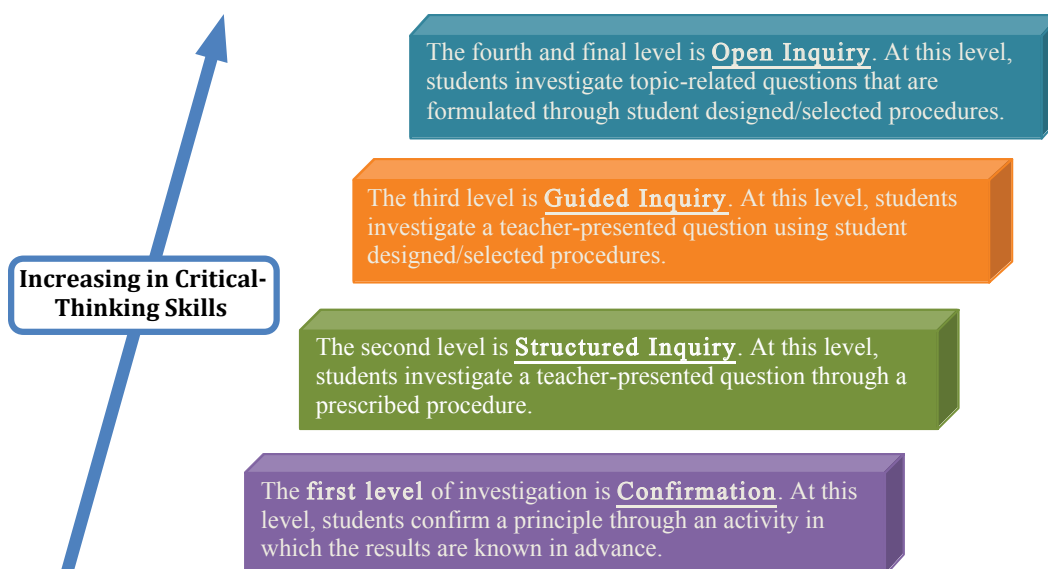 The fourth and final level is Open Inquiry. At this level,
students investigate topic-related questions that are
formulated through student designed/selected procedures.
The third level is Guided Inquiry. At this level, students
investigate a teacher-presented question using student
designed/selected procedures.
Increasing in Critical-
Thinking Skills
The second level is Structured Inquiry. At this level,
students investigate a teacher-presented question through a
prescribed procedure.
The first level of investigation is Confirmation. At this
level, students confirm a principle through an activity in
which the results are known in advance.